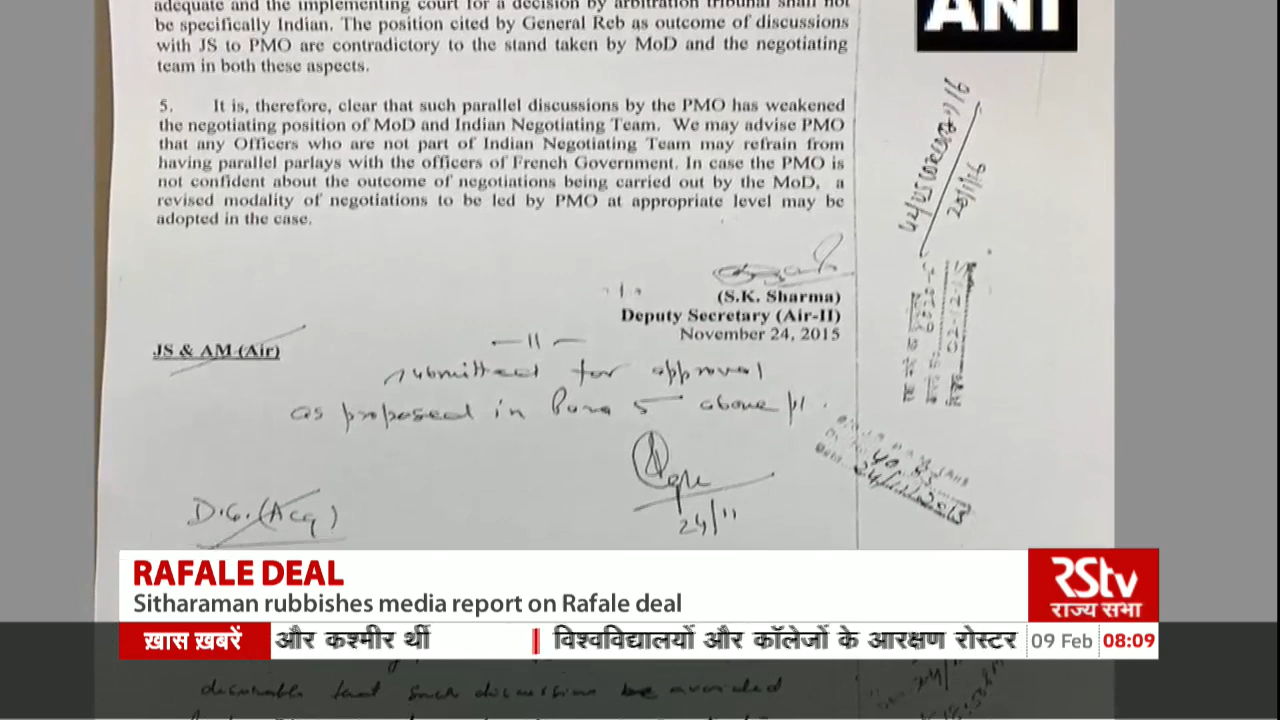 adequate and the implementing court for a decision by arbitration tribunal shall not
be specifically Indian. The position cited by General Reb as outcome of discussions
with JS to PMO are contradictory to the stand taken by MoD and the negotiating
team in both these aspects.
5. It is, therefore, clear that such parallel discussions by the PMO has weakened
the negotiating position of MoD and Indian Negotiating Team. We may advise PMO
that any Officers who are not part of Indian Negotiating Team may refrain from
having parallel parlays with the officers of French Government. In case the PMO is
not confident about the outcome of negotiations being carried out by the MoD, a
revised modality of negotiations to be led by PMO at appropriate level may be
adopted in the case.
(S.K. Sharma)
Deputy Secretary (Air-II)
November 24, 2015
JS & AM (Air)
submitted for approval
as proposed in Para 5 above pl.
24/11
D.G. (Acq)
ANI
RAFALE DEAL
Sitharaman rubbishes media report on Rafale deal
RStv
राज्य सभा
ख़ास ख़बरें और कश्मीर थीं | विश्वविद्यालयों और कॉलेजों के आरक्षण रोस्टर 09 Feb 08:09
desirable that such discussions be avoided